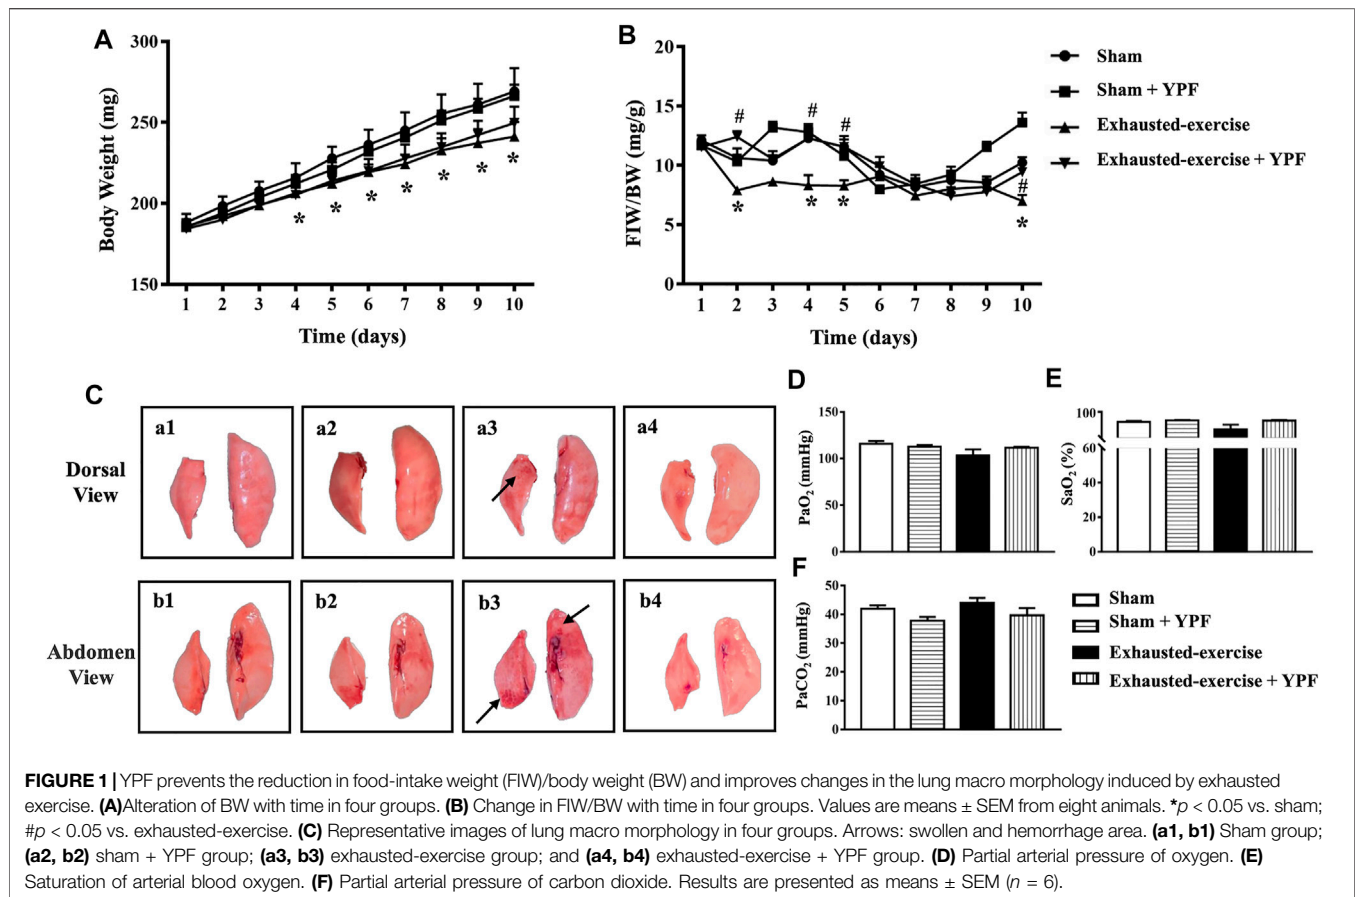 A
Body Weight (mg)
300
250
200
150
1 2 3 4 5 6 7 8 9 10
Time (days)
* * * * * * *
B
FIW/BW (mg/g)
20
15
10
5
0
1 2 3 4 5 6 7 8 9 10
Time (days)
# # # #
* * * *
Sham
Sham + YPF
Exhausted-exercise
Exhausted-exercise + YPF
C
Dorsal
View
a1 a2 a3 a4
Abdomen
View
b1 b2 b3 b4
D
PaO2 (mmHg)
150
100
50
0
E
SaO2 (%)
100
80
60
40
20
0
F
PaCO2 (mmHg)
50
40
30
20
10
0
Sham
Sham + YPF
Exhausted-exercise
Exhausted-exercise + YPF
FIGURE 1 | YPF prevents the reduction in food-intake weight (FIW)/body weight (BW) and improves changes in the lung macro morphology induced by exhausted
exercise. (A)Alteration of BW with time in four groups. (B) Change in FIW/BW with time in four groups. Values are means ± SEM from eight animals. *p < 0.05 vs. sham;
#p < 0.05 vs. exhausted-exercise. (C) Representative images of lung macro morphology in four groups. Arrows: swollen and hemorrhage area. (a1, b1) Sham group;
(a2, b2) sham + YPF group; (a3, b3) exhausted-exercise group; and (a4, b4) exhausted-exercise + YPF group. (D) Partial arterial pressure of oxygen. (E)
Saturation of arterial blood oxygen. (F) Partial arterial pressure of carbon dioxide. Results are presented as means ± SEM (n = 6).